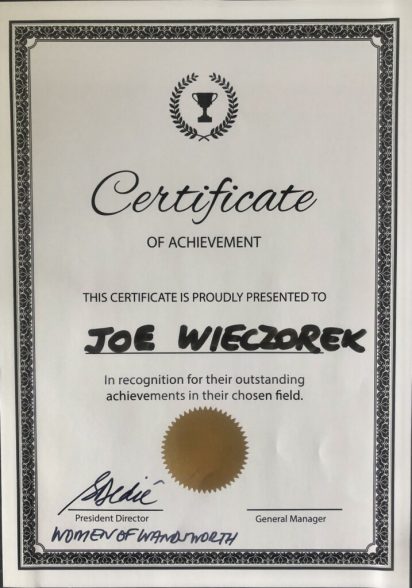 Certificate
OF ACHIEVEMENT
THIS CERTIFICATE IS PROUDLY PRESENTED TO
JOE WIECZOREK
In recognition for their outstanding
achievements in their chosen field.
President Director
General Manager
WOMEN OF WANDSWORTH